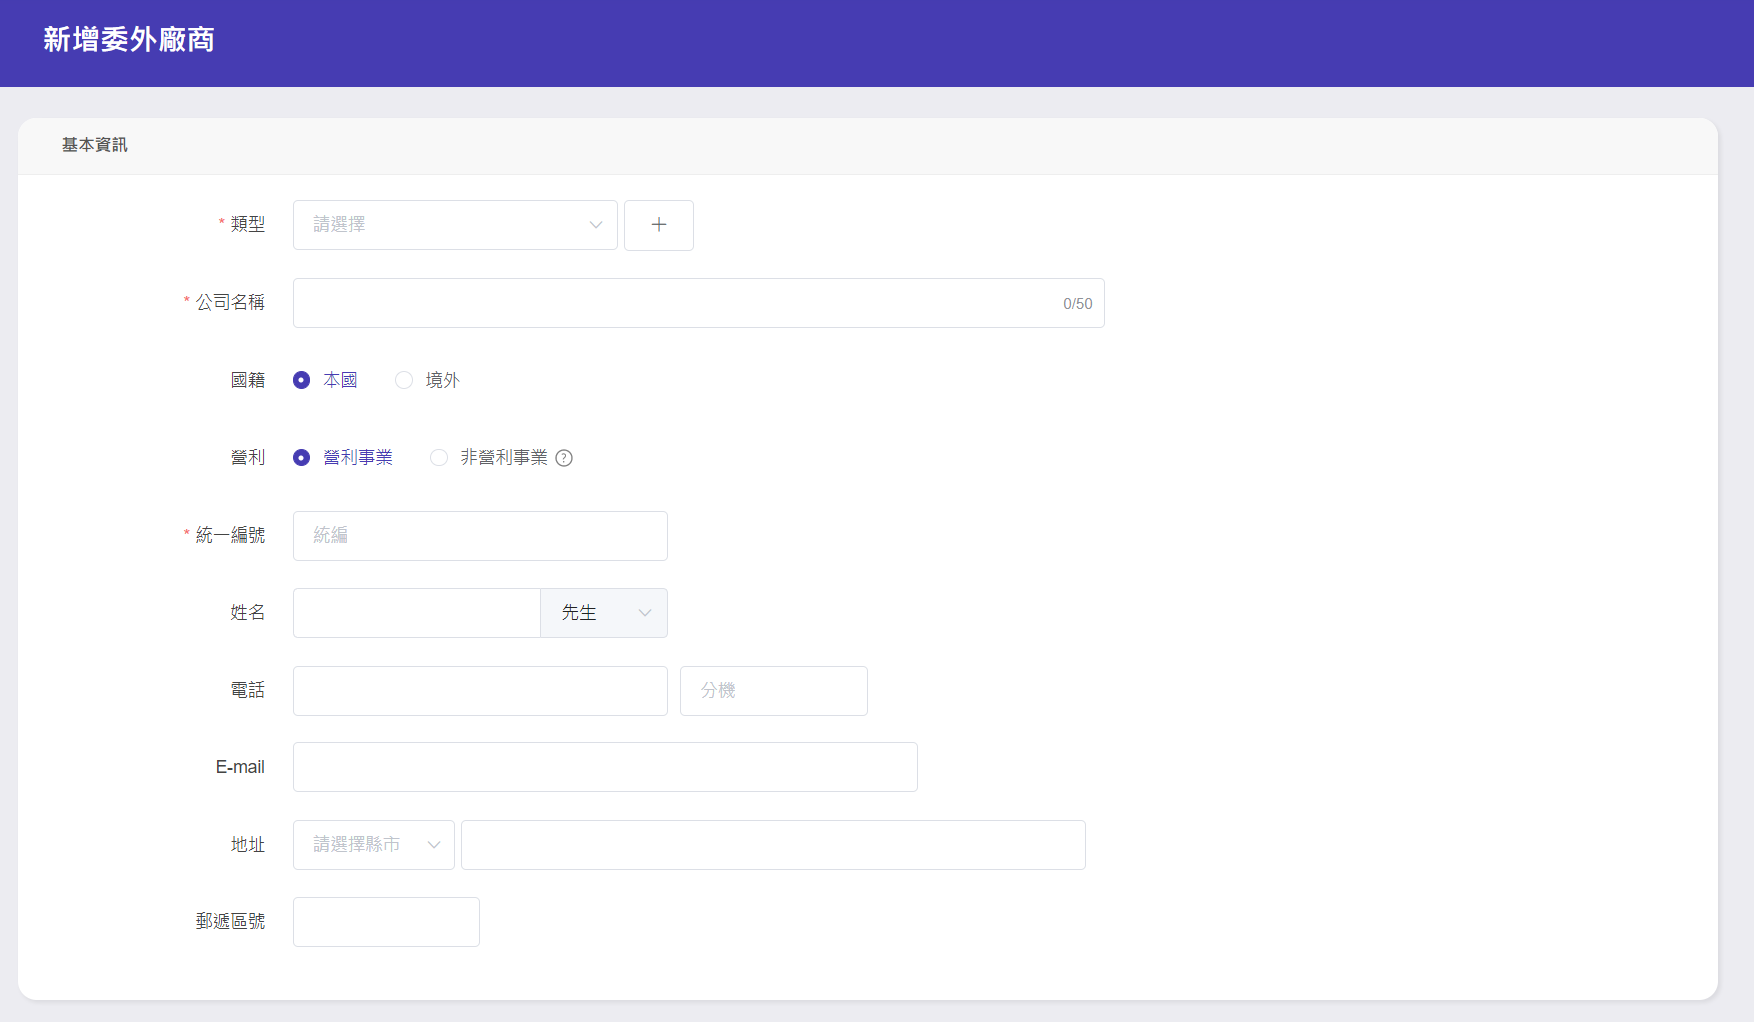 新增委外廠商
基本資訊
* 類型 請選擇 +
* 公司名稱 0/50
國籍 本國 境外
營利 營利事業 非營利事業 ?
* 統一編號 統編
姓名 先生
電話 分機
E-mail
地址 請選擇縣市
郵遞區號